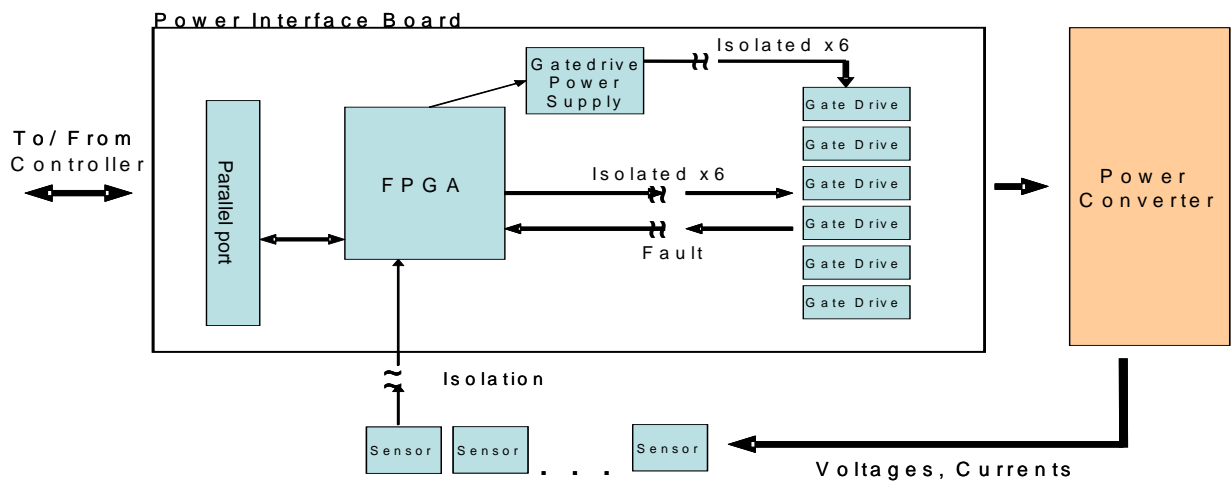 Power Interface Board
Isolated x6
Gatedrive
Power
Supply
Gate Drive
To/ From
Controller
Parallel port
FPGA
Gate Drive
Isolated x6
Gate Drive
Power
Converter
Gate Drive
Fault
Gate Drive
Gate Drive
Isolation
Sensor
Sensor
. . .
Sensor
Voltages, Currents